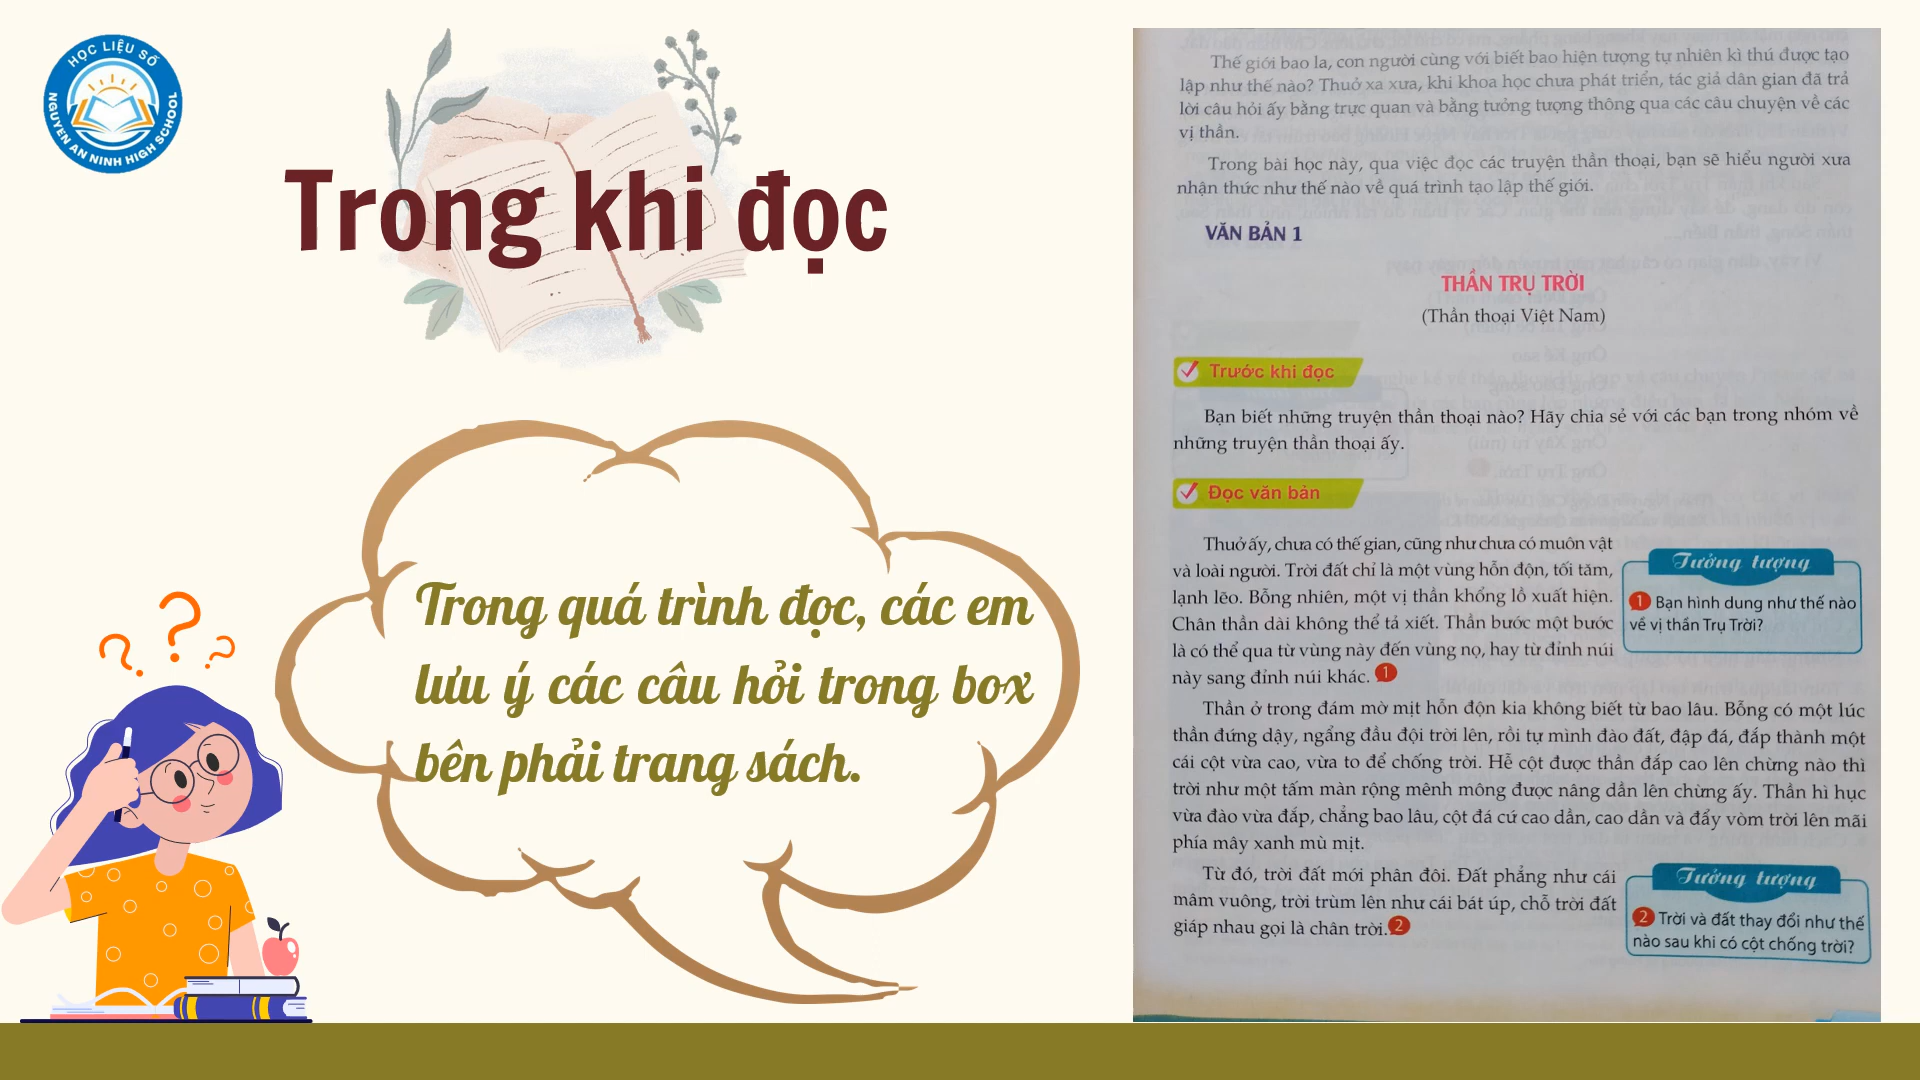 HỌC LIỆU SỐ
NGUYEN AN NINH HIGH SCHOOL
Trong khi đọc
Trong quá trình đọc, các em
lưu ý các câu hỏi trong box
bên phải trang sách.
Thế giới bao la, con người cùng với biết bao hiện tượng tự nhiên kì thú được tạo
lập như thế nào? Thuở xa xưa, khi khoa học chưa phát triển, tác giả dân gian đã trả
lời câu hỏi ấy bằng trực quan và bằng tưởng tượng thông qua các câu chuyện về các
vị thần.
Trong bài học này, qua việc đọc các truyện thần thoại, bạn sẽ hiểu người xưa
nhận thức như thế nào về quá trình tạo lập thế giới.
VĂN BẢN 1
THẦN TRỤ TRỜI
(Thần thoại Việt Nam)
Trước khi đọc
Bạn biết những truyện thần thoại nào? Hãy chia sẻ với các bạn trong nhóm về
những truyện thần thoại ấy.
Đọc văn bản
Thuở ấy, chưa có thế gian, cũng như chưa có muôn vật
và loài người. Trời đất chỉ là một vùng hỗn độn, tối tăm,
lạnh lẽo. Bỗng nhiên, một vị thần khổng lồ xuất hiện.
Chân thần dài không thể tả xiết. Thần bước một bước
là có thể qua từ vùng này đến vùng nọ, hay từ đỉnh núi
này sang đỉnh núi khác. 1
Tưởng tượng
1 Bạn hình dung như thế nào
về vị thần Trụ Trời?
Thần ở trong đám mờ mịt hỗn độn kia không biết từ bao lâu. Bỗng có một lúc
thần đứng dậy, ngẩng đầu đội trời lên, rồi tự mình đào đất, đập đá, đắp thành một
cái cột vừa cao, vừa to để chống trời. Hễ cột được thần đắp cao lên chừng nào thì
trời như một tấm màn rộng mênh mông được nâng dần lên chừng ấy. Thần hì hục
vừa đào vừa đắp, chẳng bao lâu, cột đá cứ cao dần, cao dần và đẩy vòm trời lên mãi
phía mây xanh mù mịt.
Từ đó, trời đất mới phân đôi. Đất phẳng như cái
mâm vuông, trời trùm lên như cái bát úp, chỗ trời đất
giáp nhau gọi là chân trời. 2
Tưởng tượng
2 Trời và đất thay đổi như thế
nào sau khi có cột chống trời?